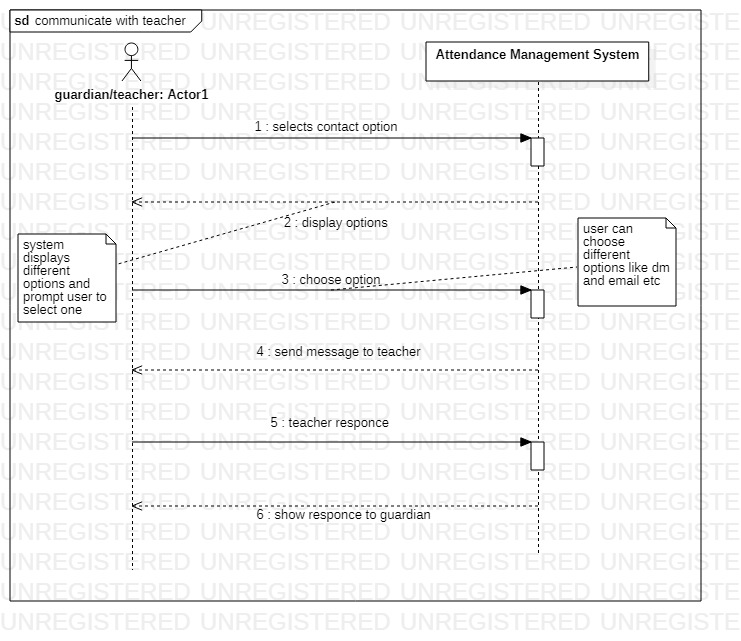 sd communicate with teacher
Attendance Management System
guardian/teacher: Actor1
1 : selects contact option
2 : display options
system
displays
different
options and
prompt user to
select one
user can
choose
different
options like dm
and email etc
3 : choose option
4 : send message to teacher
5 : teacher responce
6 : show responce to guardian
UNREGISTERED